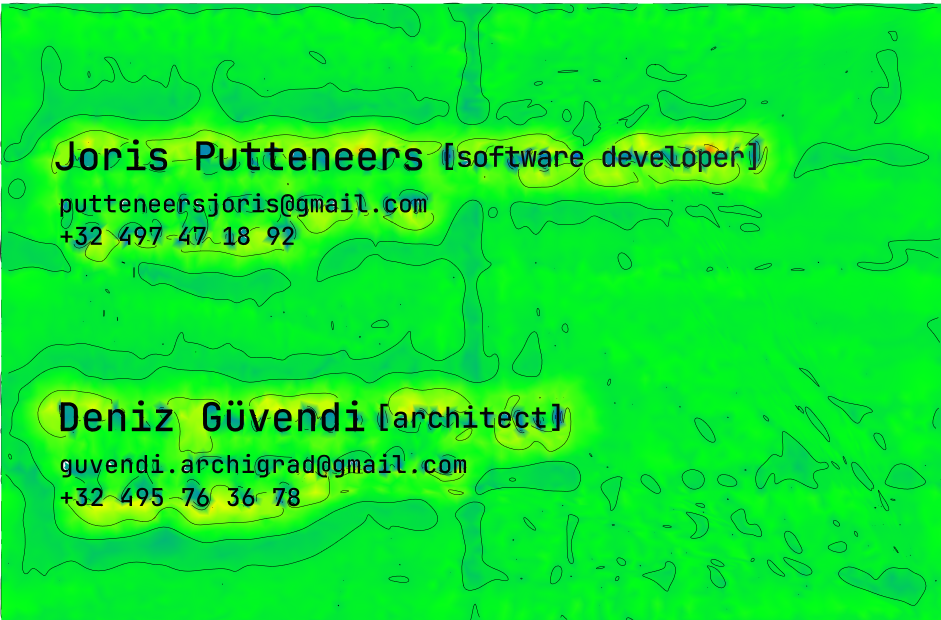 Joris Putteneers [software developer]
putteneersjoris@gmail.com
+32 497 47 18 92
Deniz Güvendi [architect]
guvendi.archigrad@gmail.com
+32 495 76 36 78